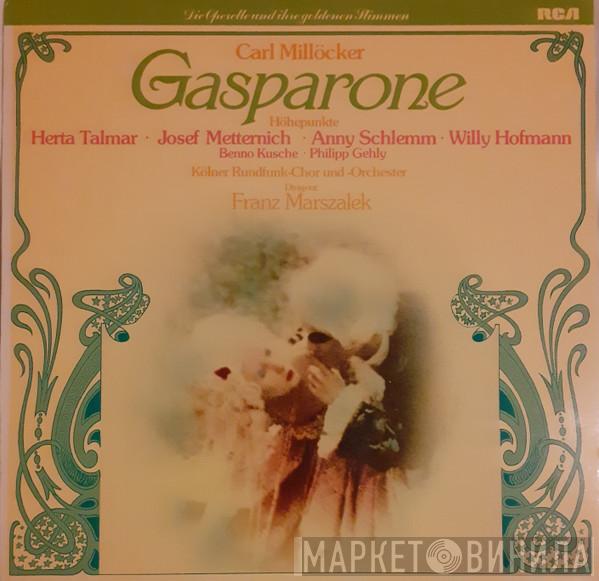 Die Operette und ihre goldenen Stimmen
RCA
Carl Millöcker
Gasparone
Höhepunkte
Herta Talmar · Josef Metternich · Anny Schlemm · Willy Hofmann
Benno Kusche · Philipp Gehly
Kölner Rundfunk-Chor und -Orchester
Dirigent:
Franz Marszalek
МАРКЕТ ВИНИЛА